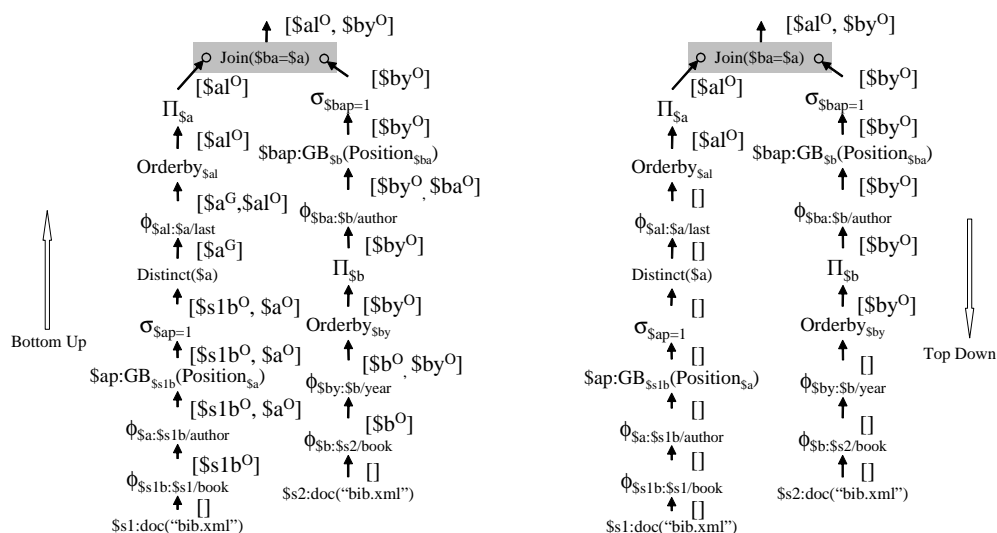 [$al^O, $by^O]
Join($ba=$a)
[$al^O]
Π_$a
[$al^O]
Orderby_$al
[$a^G,$al^O]
ϕ_$al:$a/last
[$a^G]
Distinct($a)
[$s1b^O, $a^O]
σ_$ap=1
[$s1b^O, $a^O]
$ap:GB_$s1b(Position_$a)
[$s1b^O, $a^O]
ϕ_$a:$s1b/author
[$s1b^O]
ϕ_$s1b:$s1/book
[]
$s1:doc(“bib.xml”)
[$by^O]
σ_$bap=1
[$by^O]
$bap:GB_$b(Position_$ba)
[$by^O, $ba^O]
ϕ_$ba:$b/author
[$by^O]
Π_$b
[$by^O]
Orderby_$by
[$b^O, $by^O]
ϕ_$by:$b/year
[$b^O]
ϕ_$b:$s2/book
[]
$s2:doc(“bib.xml”)
Bottom Up
[$al^O, $by^O]
Join($ba=$a)
[$al^O]
Π_$a
[$al^O]
Orderby_$al
[]
ϕ_$al:$a/last
[]
Distinct($a)
[]
σ_$ap=1
[]
$ap:GB_$s1b(Position_$a)
[]
ϕ_$a:$s1b/author
[]
ϕ_$s1b:$s1/book
[]
$s1:doc(“bib.xml”)
[$by^O]
σ_$bap=1
[$by^O]
$bap:GB_$b(Position_$ba)
[$by^O]
ϕ_$ba:$b/author
[$by^O]
Π_$b
[$by^O]
Orderby_$by
[]
ϕ_$by:$b/year
[]
ϕ_$b:$s2/book
[]
$s2:doc(“bib.xml”)
Top Down